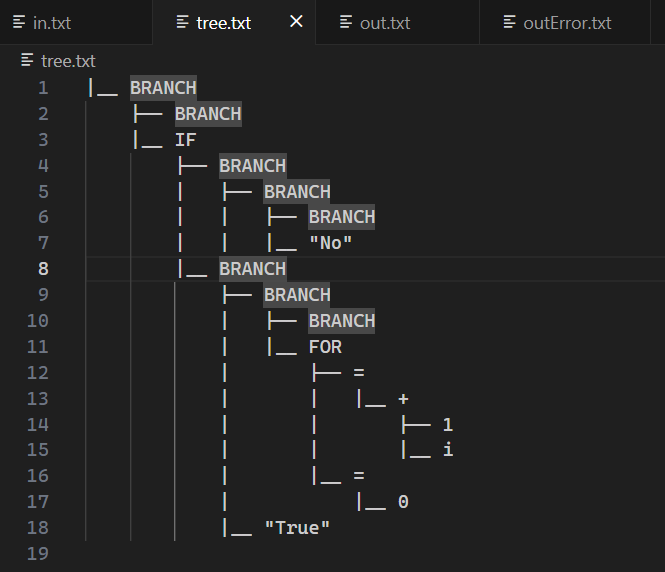 in.txt tree.txt × out.txt outError.txt
tree.txt
1 |__ BRANCH
2     ├── BRANCH
3     |__ IF
4         ├── BRANCH
5         |   ├── BRANCH
6         |   |   ├── BRANCH
7         |   |   |__ "No"
8         |__ BRANCH
9             ├── BRANCH
10             |   ├── BRANCH
11             |   |__ FOR
12             |       ├── =
13             |       |   |__ +
14             |       |       ├── 1
15             |       |       |__ i
16             |       |__ =
17             |           |__ 0
18             |__ "True"
19